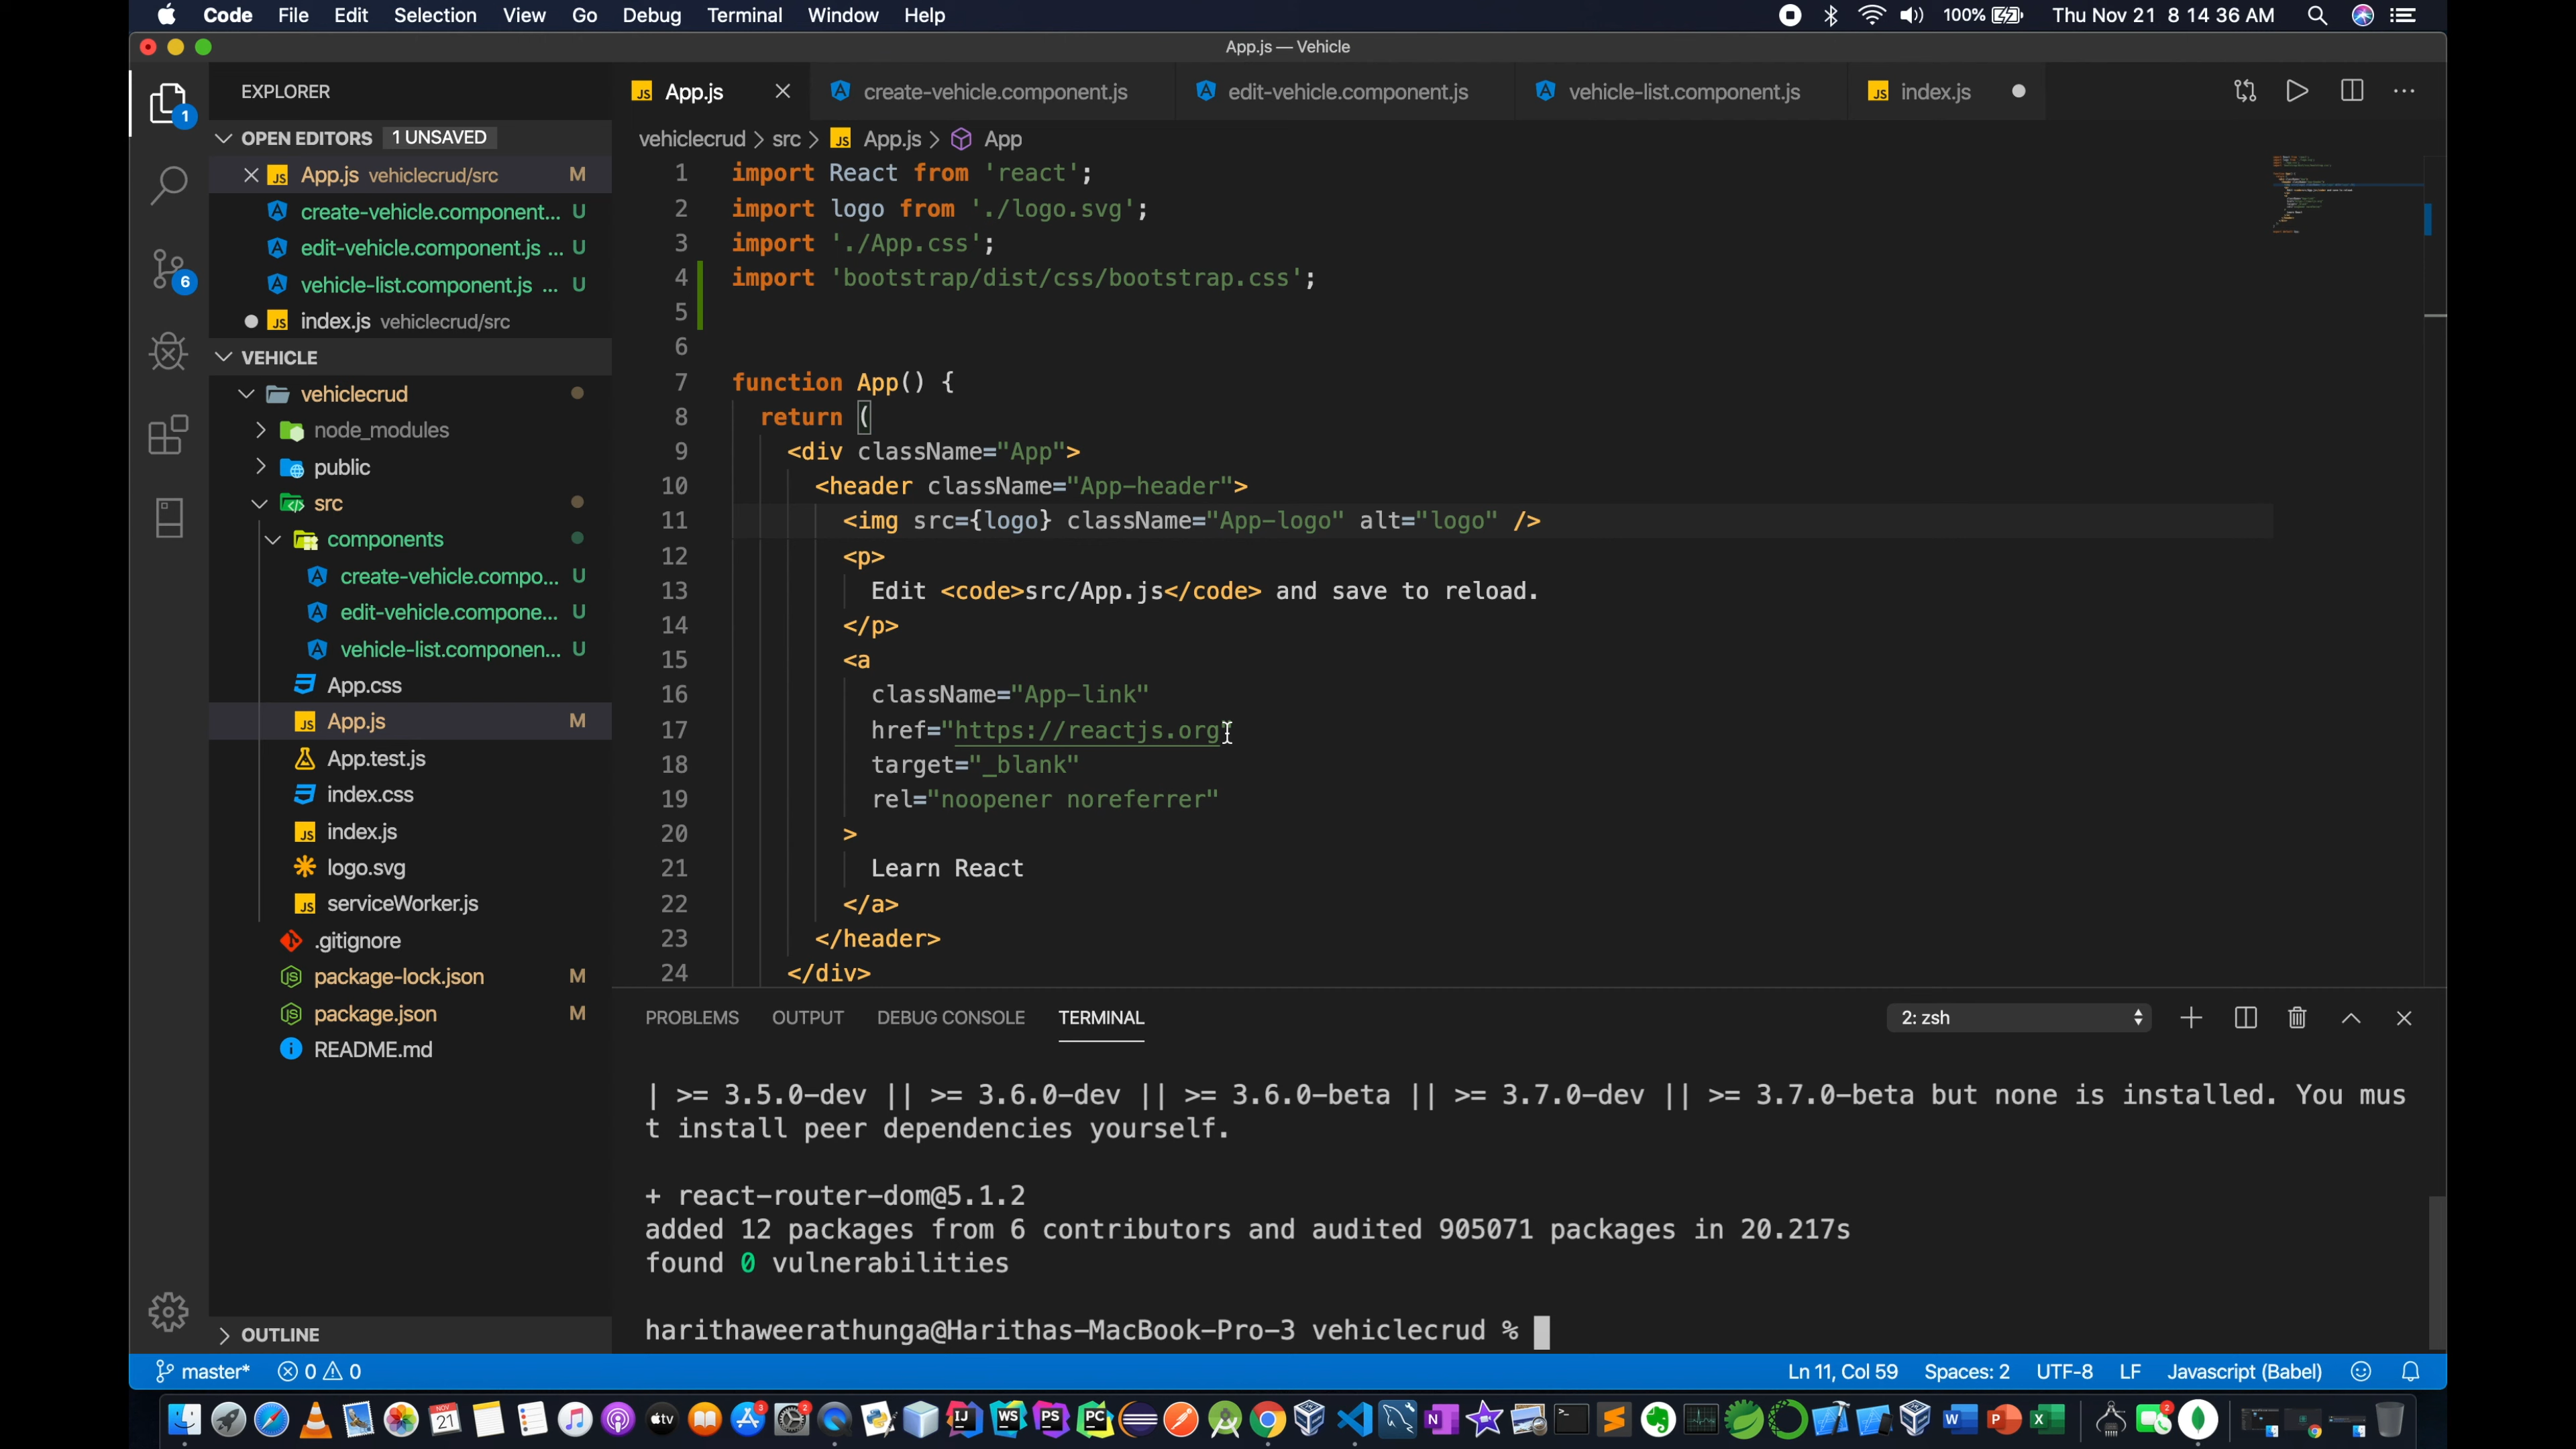 Code File Edit Selection View Go Debug Terminal Window Help 100% Thu Nov 21 8 14 36 AM
App.js — Vehicle
EXPLORER
OPEN EDITORS 1 UNSAVED
App.js vehiclecrud/src M
create-vehicle.component... U
edit-vehicle.component.js ... U
vehicle-list.component.js ... U
index.js vehiclecrud/src
VEHICLE
vehiclecrud
node_modules
public
src
components
create-vehicle.compo... U
edit-vehicle.compone... U
vehicle-list.componen... U
App.css
App.js M
App.test.js
index.css
index.js
logo.svg
serviceWorker.js
.gitignore
package-lock.json M
package.json M
README.md
OUTLINE
1
6
App.js create-vehicle.component.js edit-vehicle.component.js vehicle-list.component.js index.js
vehiclecrud > src > App.js > App
1 import React from 'react';
2 import logo from './logo.svg';
3 import './App.css';
4 import 'bootstrap/dist/css/bootstrap.css';
5
6
7 function App() {
8 return (
9 <div className="App">
10 <header className="App-header">
11 <img src={logo} className="App-logo" alt="logo" />
12 <p>
13 Edit <code>src/App.js</code> and save to reload.
14 </p>
15 <a
16 className="App-link"
17 href="https://reactjs.org"
18 target="_blank"
19 rel="noopener noreferrer"
20 >
21 Learn React
22 </a>
23 </header>
24 </div>
PROBLEMS OUTPUT DEBUG CONSOLE TERMINAL 2: zsh
| >= 3.5.0-dev || >= 3.6.0-dev || >= 3.6.0-beta || >= 3.7.0-dev || >= 3.7.0-beta but none is installed. You mus
t install peer dependencies yourself.
+ react-router-dom@5.1.2
added 12 packages from 6 contributors and audited 905071 packages in 20.217s
found 0 vulnerabilities
harithaweerathunga@Harithas-MacBook-Pro-3 vehiclecrud %
master* 0 0 Ln 11, Col 59 Spaces: 2 UTF-8 LF Javascript (Babel)
NOV 21 tv 3 2 IJ WS PS PC N W P X 2